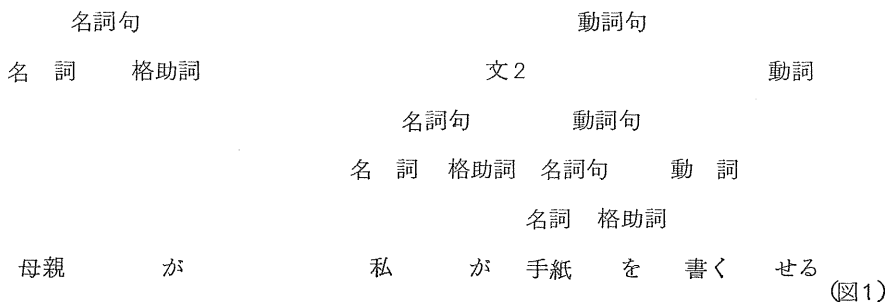 名詞句 動詞句
名 詞 格助詞 文2 動詞
名詞句 動詞句
名 詞 格助詞 名詞句 動 詞
名詞 格助詞
母親 が 私 が 手紙 を 書く せる
(図1)